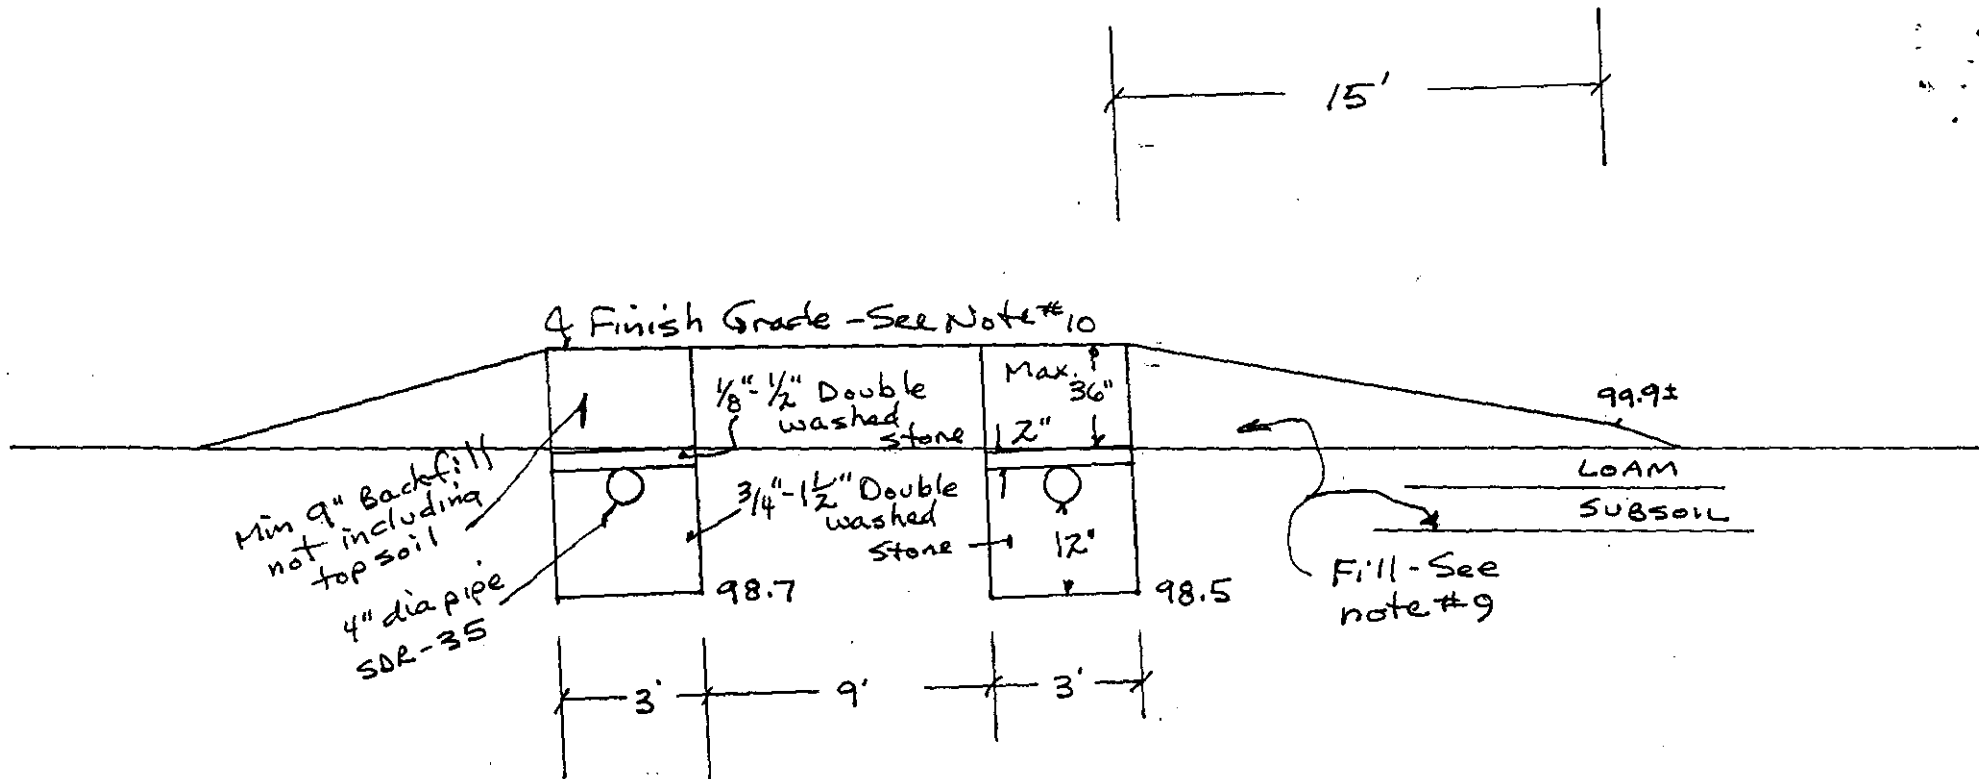 15'
℄ Finish Grade - See Note #10
Max.
36"
1/8"-1/2" Double
washed
stone
2"
99.9±
LOAM
SUBSOIL
Min 9" Backfill
not including
top soil
3/4"-1 1/2" Double
washed
stone
12"
4" dia pipe
SDR-35
98.7
98.5
Fill - See
note #9
3'
9'
3'